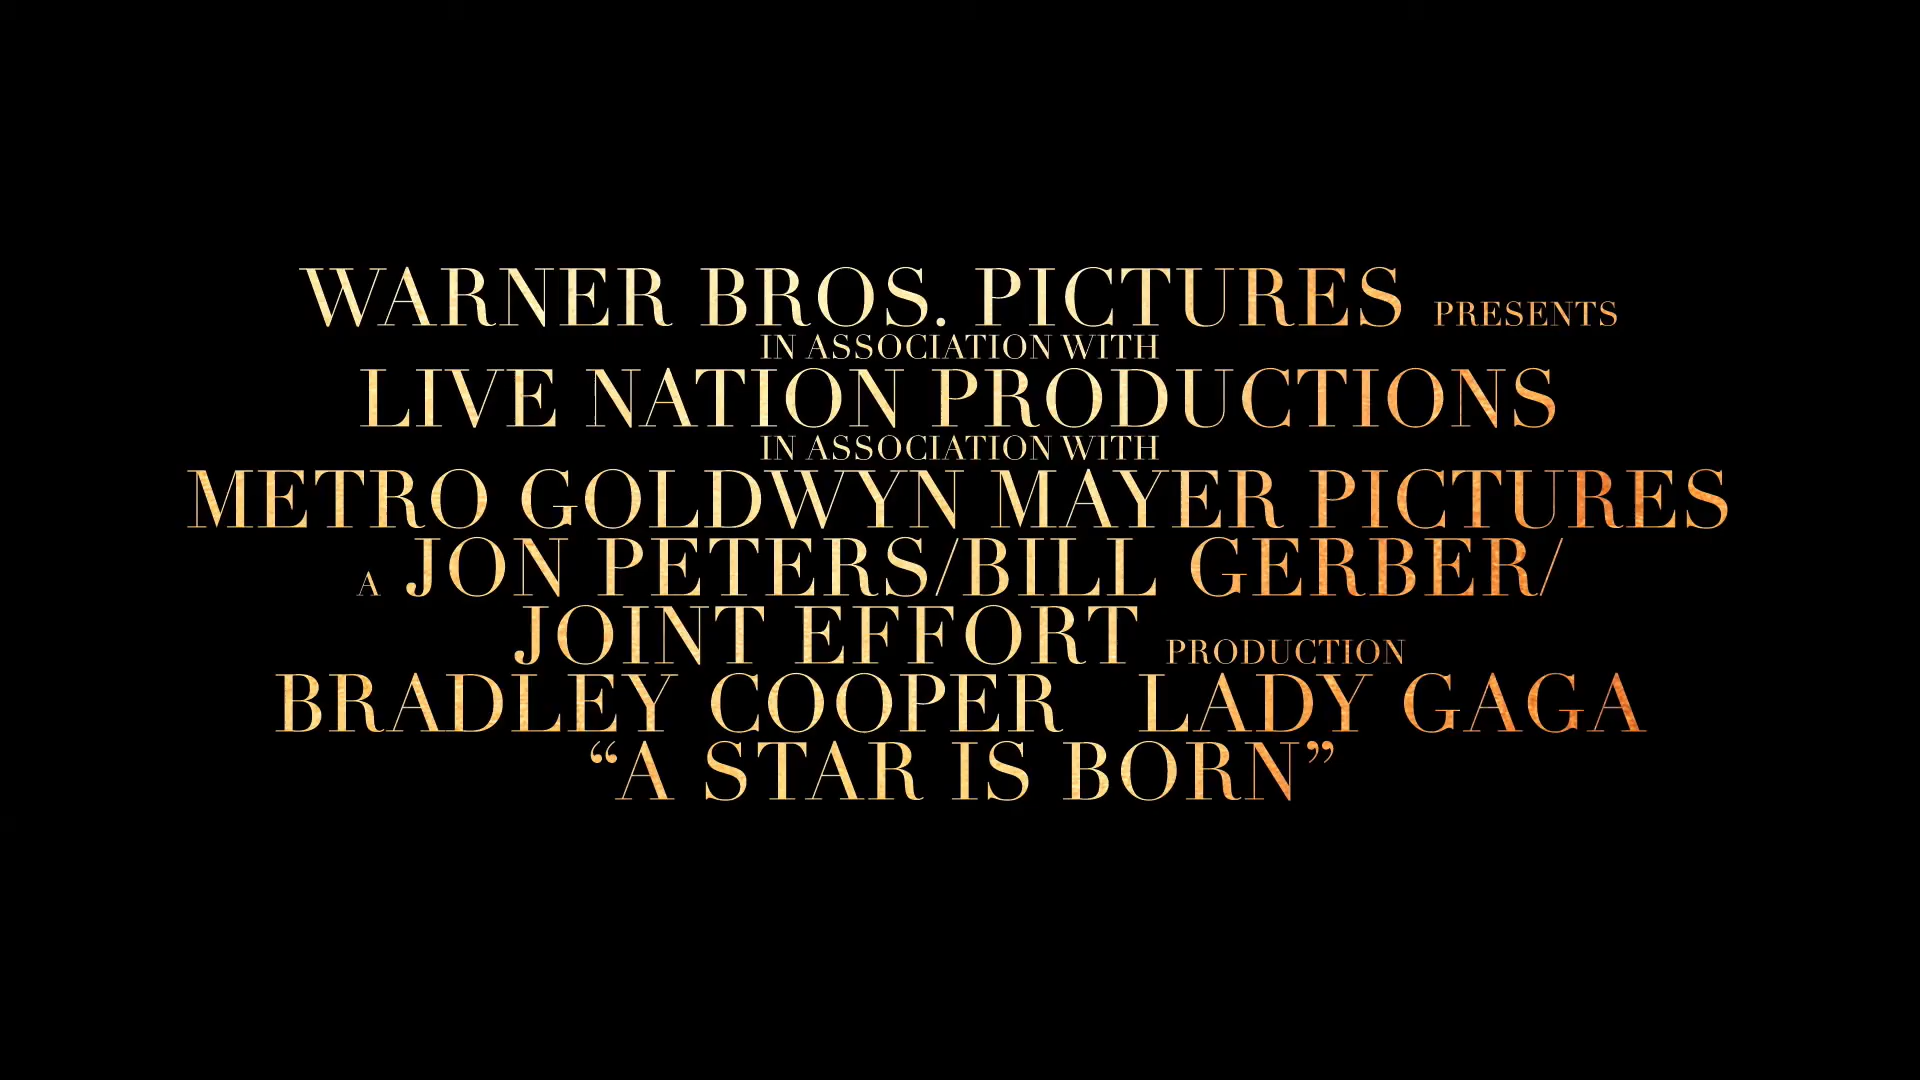 WARNER BROS. PICTURES PRESENTS
IN ASSOCIATION WITH
LIVE NATION PRODUCTIONS
IN ASSOCIATION WITH
METRO GOLDWYN MAYER PICTURES
A JON PETERS/BILL GERBER/
JOINT EFFORT PRODUCTION
BRADLEY COOPER LADY GAGA
“A STAR IS BORN”